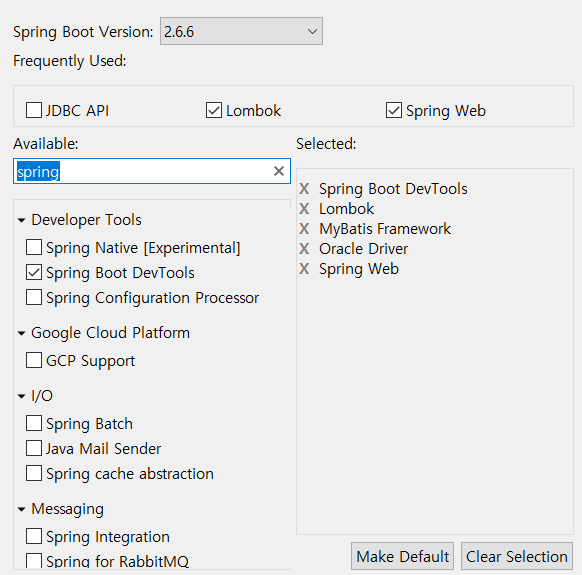 Spring Boot Version: 2.6.6
Frequently Used:
JDBC API Lombok Spring Web
Available:
spring
Developer Tools
Spring Native [Experimental]
Spring Boot DevTools
Spring Configuration Processor
Google Cloud Platform
GCP Support
I/O
Spring Batch
Java Mail Sender
Spring cache abstraction
Messaging
Spring Integration
Spring for RabbitMQ
Selected:
X Spring Boot DevTools
X Lombok
X MyBatis Framework
X Oracle Driver
X Spring Web
Make Default Clear Selection